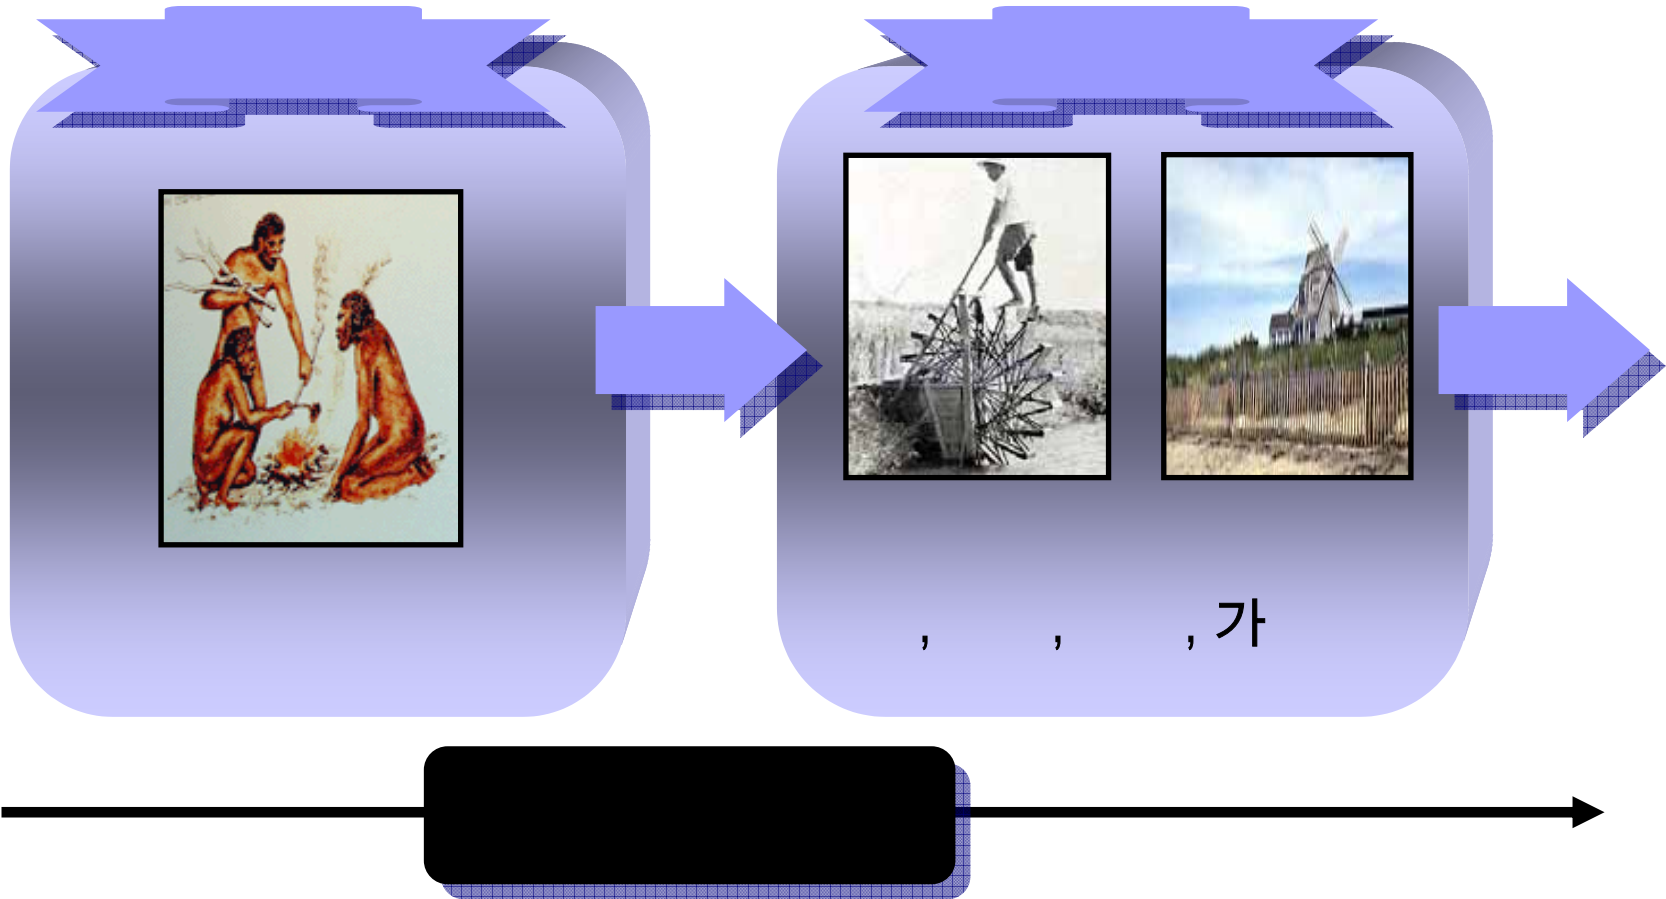 , , , 가